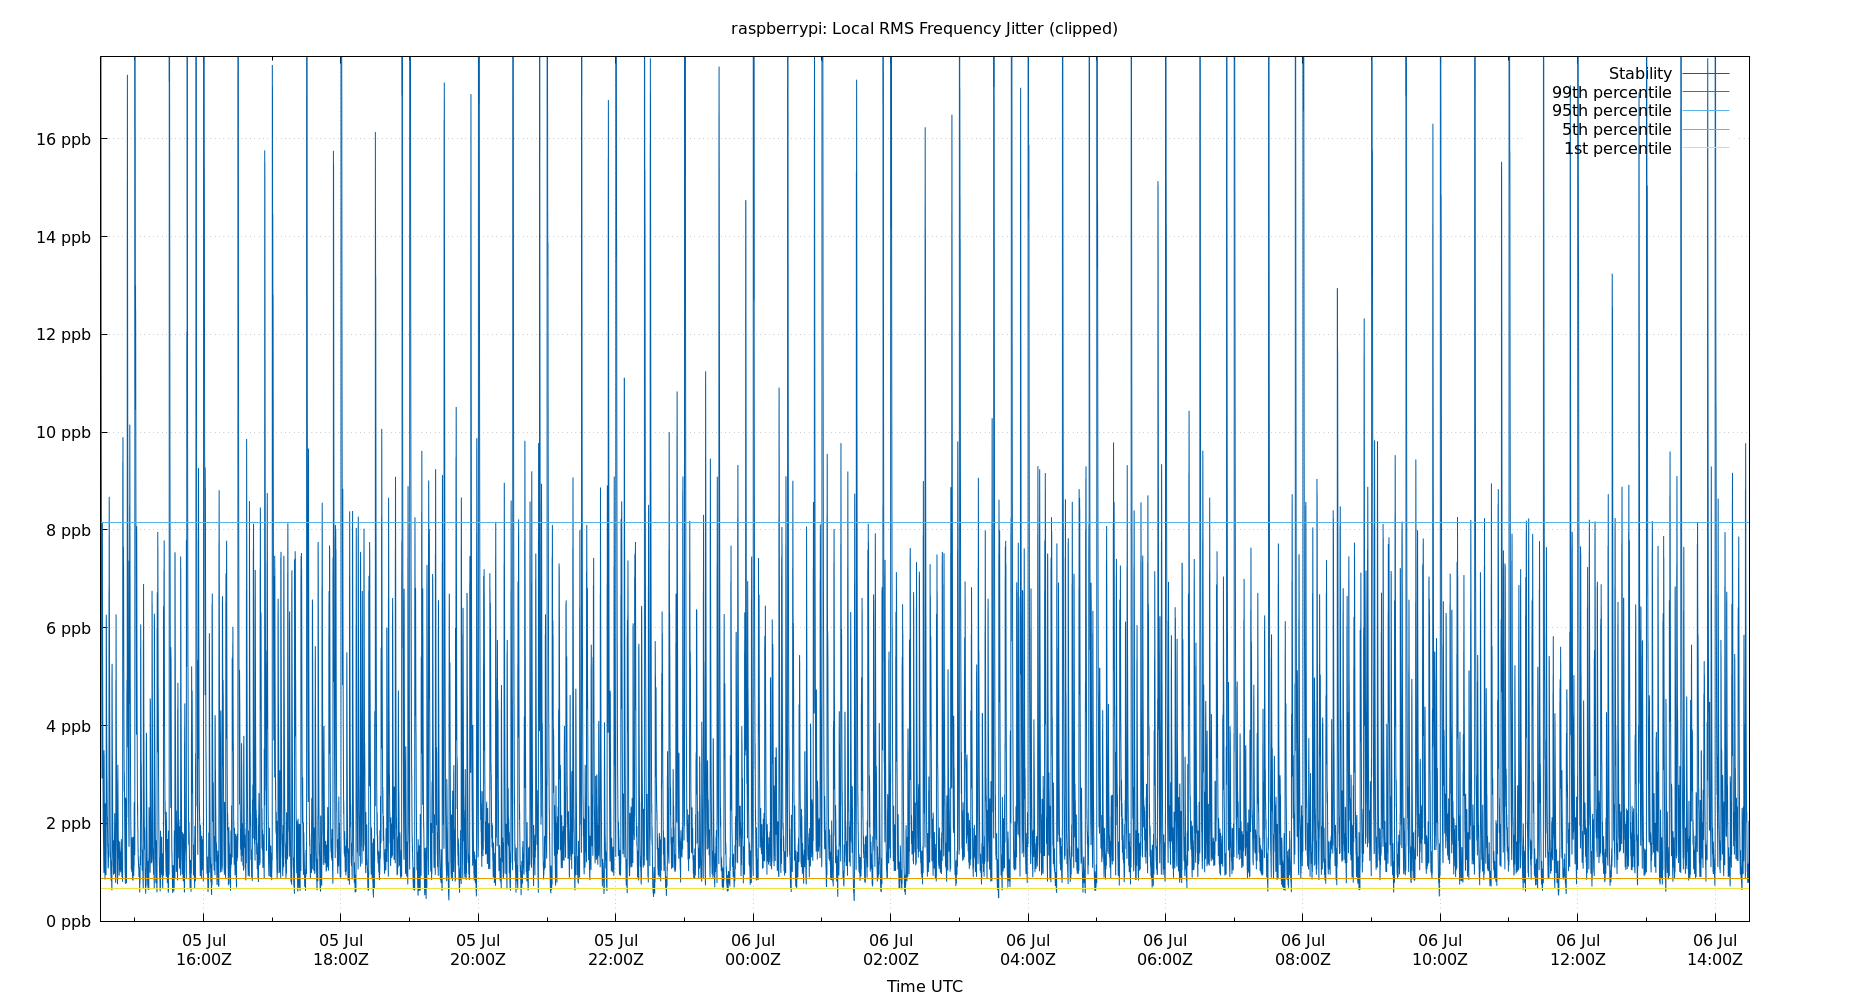 raspberrypi: Local RMS Frequency Jitter (clipped)
Stability
99th percentile
95th percentile
5th percentile
1st percentile
16 ppb
14 ppb
12 ppb
10 ppb
8 ppb
6 ppb
4 ppb
2 ppb
0 ppb
05 Jul 05 Jul 05 Jul 05 Jul 06 Jul 06 Jul 06 Jul 06 Jul 06 Jul 06 Jul 06 Jul 06 Jul
16:00Z 18:00Z 20:00Z 22:00Z 00:00Z 02:00Z 04:00Z 06:00Z 08:00Z 10:00Z 12:00Z 14:00Z
Time UTC